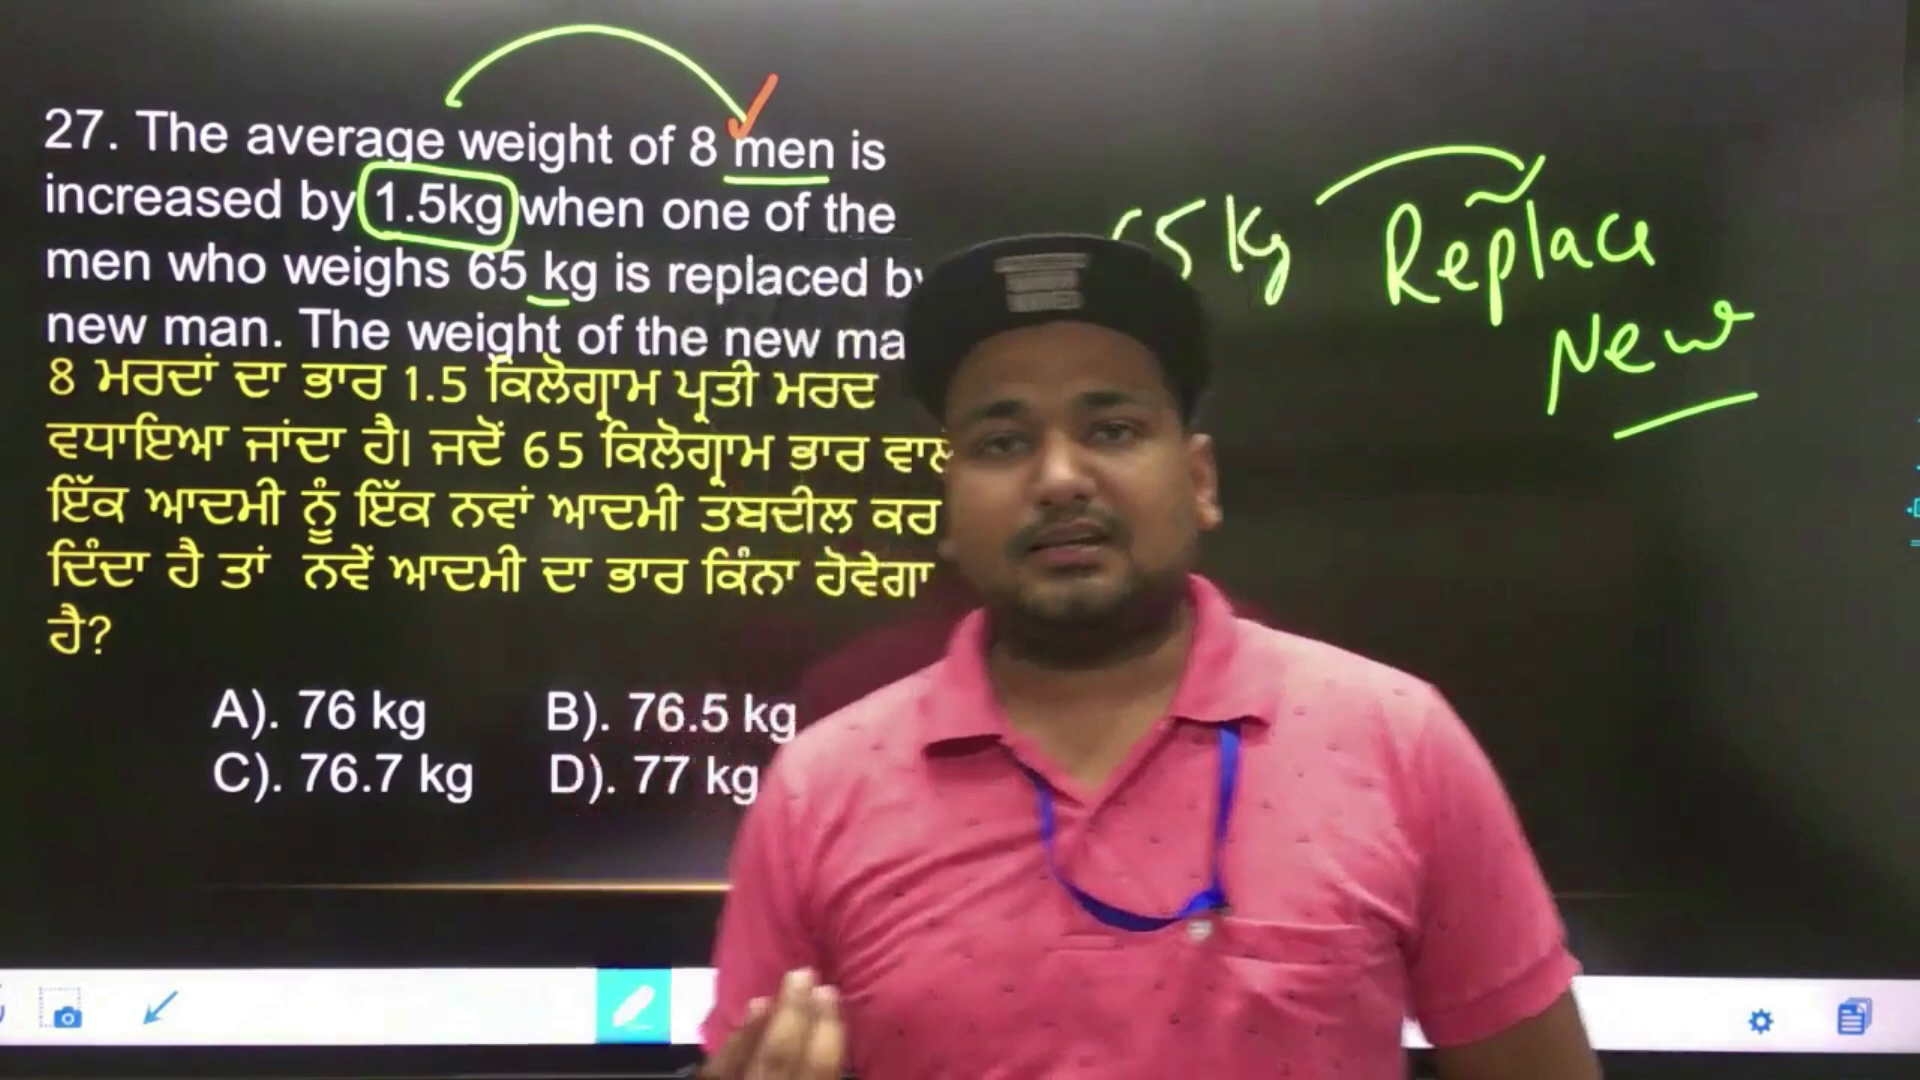 27. The average weight of 8 men is
increased by 1.5kg when one of the
men who weighs 65 kg is replaced
new man. The weight of the new
8 ਮਰਦਾਂ ਦਾ ਭਾਰ 1.5 ਕਿਲੋਗ੍ਰਾਮ ਪ੍ਰਤੀ ਮਰਦ
ਵਧਾਇਆ ਜਾਂਦਾ ਹੈ। ਜਦੋਂ 65 ਕਿਲੋਗ੍ਰਾਮ ਭਾਰ
ਇੱਕ ਆਦਮੀ ਨੂੰ ਇੱਕ ਨਵਾਂ ਆਦਮੀ ਤਬਦੀਲ ਕਰ
ਦਿੰਦਾ ਹੈ ਤਾਂ ਨਵੇਂ ਆਦਮੀ ਦਾ ਭਾਰ ਕਿੰਨਾ ਹੋਵੇਗਾ
ਹੈ?
A). 76 kg B). 76.5 kg
C). 76.7 kg D). 77 kg
65 kg Replace
New